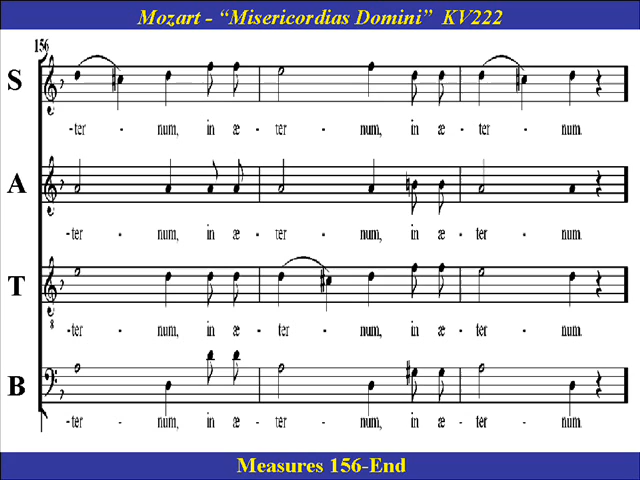 Mozart - “Misericordias Domini” KV222
156
S
-ter - num, in æ- ter - num, in æ- ter - num.
A
-ter - num, in æ- ter - num, in æ- ter - num.
T
8
-ter - num, in æ- ter - num, in æ- ter - num.
B
-ter - num, in æ- ter - num, in æ- ter - num.
Measures 156-End